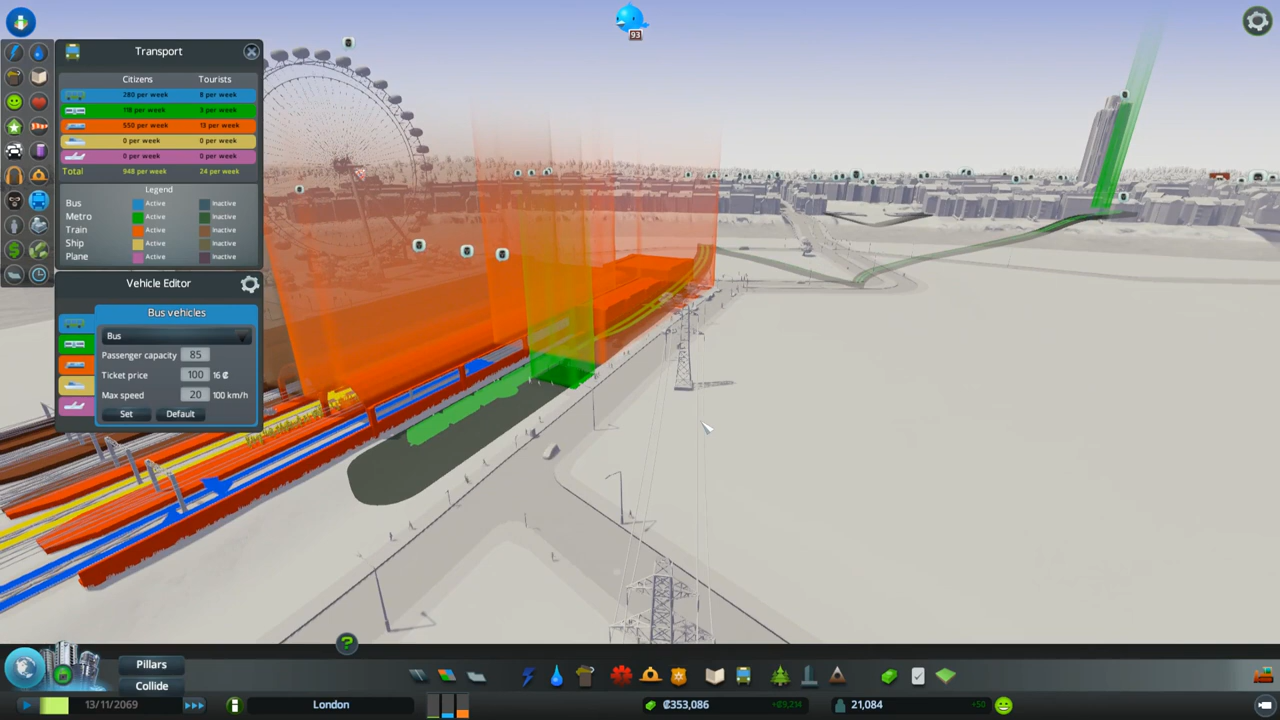 93
Transport
Citizens Tourists
280 per week 8 per week
118 per week 3 per week
550 per week 13 per week
0 per week 0 per week
0 per week 0 per week
Total 948 per week 24 per week
Legend
Bus Active Inactive
Metro Active Inactive
Train Active Inactive
Ship Active Inactive
Plane Active Inactive
Vehicle Editor
Bus vehicles
Bus
Passenger capacity 85
Ticket price 100 16 ₡
Max speed 20 100 km/h
Set Default
?
Pillars
Collide
13/11/2069
London
₡353,086
+₡9,214
21,084
+50